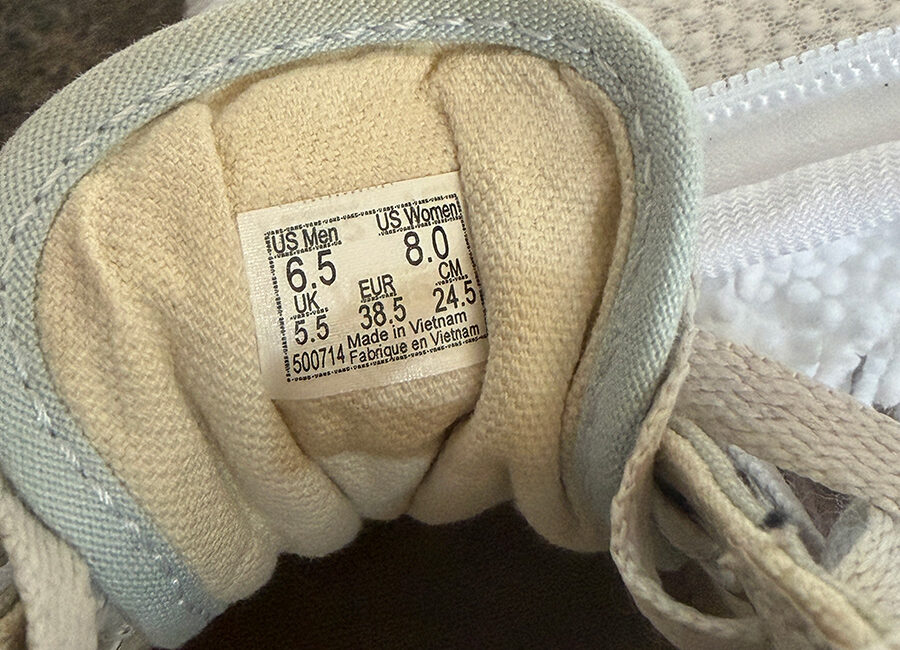 US Men US Women
6.5 8.0
UK EUR CM
5.5 38.5 24.5
Made in Vietnam
500714 Fabrique en Vietnam